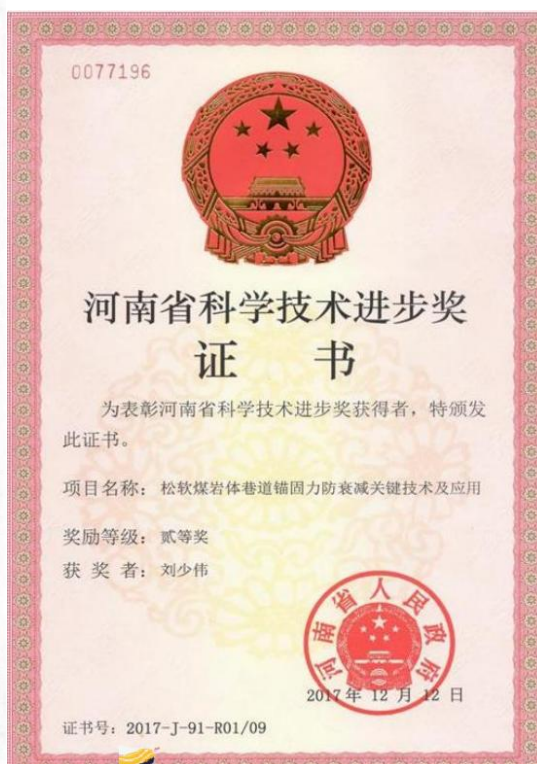 0077196
河南省科学技术进步奖
证 书
为表彰河南省科学技术进步奖获得者，特颁发
此证书。
项目名称：松软煤岩体巷道锚固力防衰减关键技术及应用
奖励等级：贰等奖
获 奖 者：刘少伟
河南省人民政府
2017年 12 月 12 日
证书号：2017-J-91-R01/09